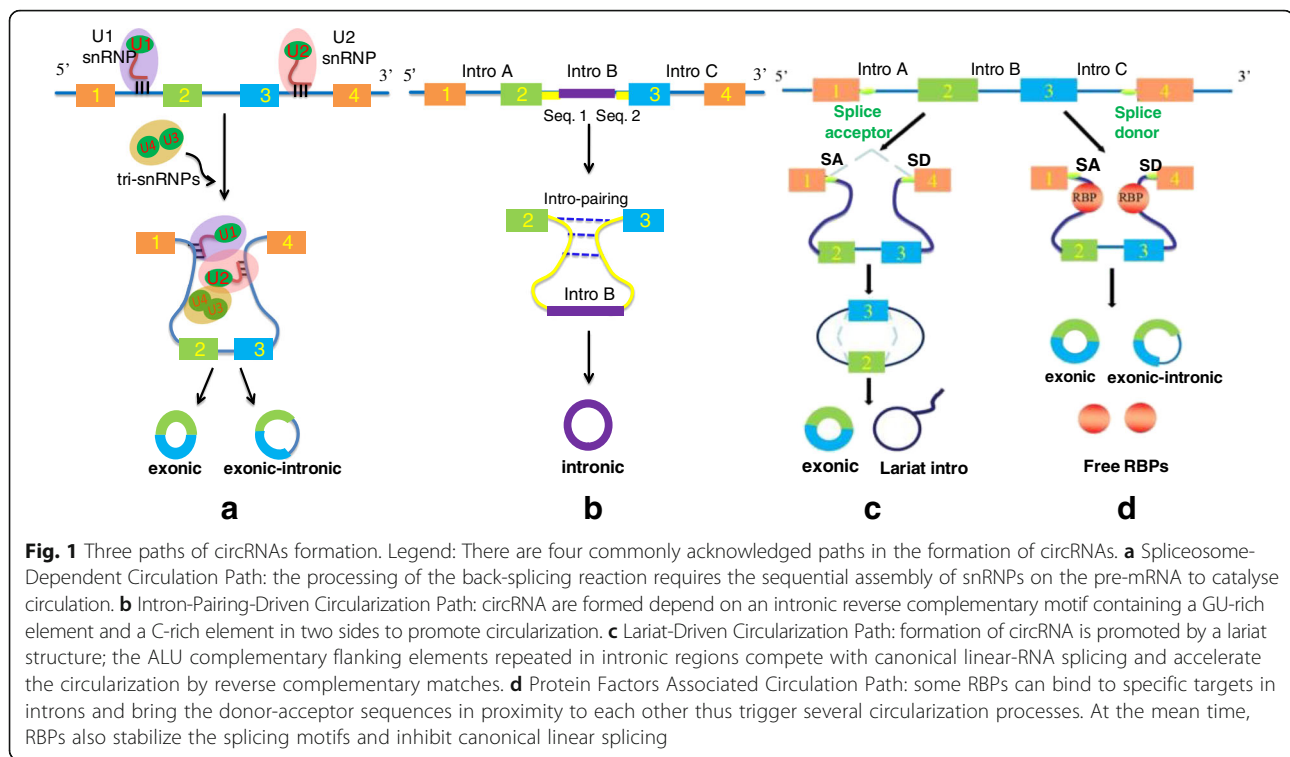 U1
snRNP
U1
U2
U2
snRNP
5’
3’
1
2
3
4
U4
U3
tri-snRNPs
1
4
U1
U2
U4
U3
2
3
exonic
exonic-intronic
a
5’
Intro A
Intro B
Intro C
3’
1
2
3
4
Seq. 1
Seq. 2
Intro-pairing
2
3
Intro B
intronic
b
5’
Intro A
Intro B
Intro C
3’
1
2
3
4
Splice
acceptor
Splice
donor
SA
SD
1
4
2
3
3
2
exonic
Lariat intro
c
SA
SD
1
4
RBP
RBP
2
3
exonic
exonic-intronic
Free RBPs
d
Fig. 1 Three paths of circRNAs formation. Legend: There are four commonly acknowledged paths in the formation of circRNAs. a Spliceosome-
Dependent Circulation Path: the processing of the back-splicing reaction requires the sequential assembly of snRNPs on the pre-mRNA to catalyse
circulation. b Intron-Pairing-Driven Circularization Path: circRNA are formed depend on an intronic reverse complementary motif containing a GU-rich
element and a C-rich element in two sides to promote circularization. c Lariat-Driven Circularization Path: formation of circRNA is promoted by a lariat
structure; the ALU complementary flanking elements repeated in intronic regions compete with canonical linear-RNA splicing and accelerate
the circularization by reverse complementary matches. d Protein Factors Associated Circulation Path: some RBPs can bind to specific targets in
introns and bring the donor-acceptor sequences in proximity to each other thus trigger several circularization processes. At the mean time,
RBPs also stabilize the splicing motifs and inhibit canonical linear splicing